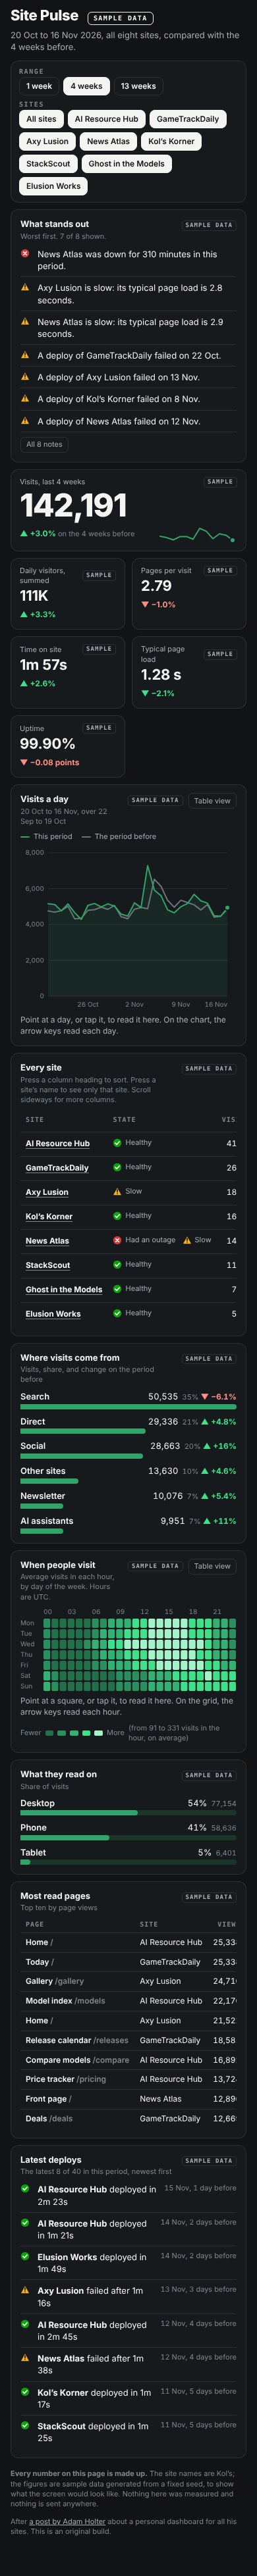 Site Pulse SAMPLE DATA
20 Oct to 16 Nov 2026, all eight sites, compared with the
4 weeks before.
RANGE
1 week 4 weeks 13 weeks
SITES
All sites AI Resource Hub GameTrackDaily
Axy Lusion News Atlas Kol's Korner
StackScout Ghost in the Models
Elusion Works
What stands out SAMPLE DATA
Worst first. 7 of 8 shown.
News Atlas was down for 310 minutes in this
period.
Axy Lusion is slow: its typical page load is 2.8
seconds.
News Atlas is slow: its typical page load is 2.9
seconds.
A deploy of GameTrackDaily failed on 22 Oct.
A deploy of Axy Lusion failed on 13 Nov.
A deploy of Kol's Korner failed on 8 Nov.
A deploy of News Atlas failed on 12 Nov.
All 8 notes
Visits, last 4 weeks SAMPLE
142,191
▲ +3.0% on the 4 weeks before
Daily visitors,
summed SAMPLE
111K
▲ +3.3%
Pages per visit SAMPLE
2.79
▼ −1.0%
Time on site SAMPLE
1m 57s
▲ +2.6%
Typical page
load SAMPLE
1.28 s
▼ −2.1%
Uptime SAMPLE
99.90%
▼ −0.08 points
Visits a day SAMPLE DATA Table view
20 Oct to 16 Nov 2026, over 22
Sep to 19 Oct
This period The period before
8,000
6,000
4,000
2,000
0
26 Oct 2 Nov 9 Nov 16 Nov
Point at a day, or tap it, to read it here. On the chart, the
arrow keys read each day.
Every site SAMPLE DATA
Press a column heading to sort. Press a
site's name to see only that site. Scroll
sideways for more columns.
SITE STATE VIS
AI Resource Hub Healthy 41
GameTrackDaily Healthy 26
Axy Lusion Slow 18
Kol's Korner Healthy 16
News Atlas Had an outage Slow 14
StackScout Healthy 11
Ghost in the Models Healthy 7
Elusion Works Healthy 5
Where visits come from SAMPLE DATA
Visits, share, and change on the period
before
Search 50,535 35% ▼ −6.1%
Direct 29,336 21% ▲ +4.8%
Social 28,663 20% ▲ +16%
Other sites 13,630 10% ▲ +4.6%
Newsletter 10,076 7% ▲ +5.4%
AI assistants 9,951 7% ▲ +11%
When people visit SAMPLE DATA Table view
Average visits in each hour,
by day of the week. Hours
are UTC.
00 03 06 09 12 15 18 21
Mon
Tue
Wed
Thu
Fri
Sat
Sun
Point at a square, or tap it, to read it here. On the grid, the
arrow keys read each hour.
Fewer More (from 91 to 331 visits in the
hour, on average)
What they read on SAMPLE DATA
Share of visits
Desktop 54% 77,154
Phone 41% 58,636
Tablet 5% 6,401
Most read pages SAMPLE DATA
Top ten by page views
PAGE SITE VIEW
Home / AI Resource Hub 25,33
Today / GameTrackDaily 25,33
Gallery /gallery Axy Lusion 24,71
Model index /models AI Resource Hub 22,17
Home / Axy Lusion 21,52
Release calendar /releases GameTrackDaily 18,58
Compare models /compare AI Resource Hub 16,89
Price tracker /pricing AI Resource Hub 13,72
Front page / News Atlas 12,89
Deals /deals GameTrackDaily 12,66
Latest deploys SAMPLE DATA
The latest 8 of 40 in this period, newest first
AI Resource Hub deployed in 15 Nov, 1 day before
2m 23s
AI Resource Hub deployed 14 Nov, 2 days before
in 1m 21s
Elusion Works deployed in 14 Nov, 2 days before
1m 49s
Axy Lusion failed after 1m 13 Nov, 3 days before
16s
AI Resource Hub deployed 12 Nov, 4 days before
in 2m 45s
News Atlas failed after 1m 12 Nov, 4 days before
38s
Kol's Korner deployed in 1m 11 Nov, 5 days before
17s
StackScout deployed in 1m 11 Nov, 5 days before
25s
Every number on this page is made up. The site names are Kol's;
the figures are sample data generated from a fixed seed, to show
what the screen would look like. Nothing here was measured and
nothing is sent anywhere.
After a post by Adam Holter about a personal dashboard for all his
sites. This is an original build.